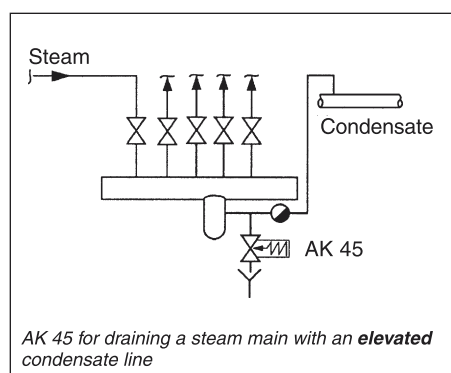 Steam
Condensate
AK 45
AK 45 for draining a steam main with an elevated
condensate line